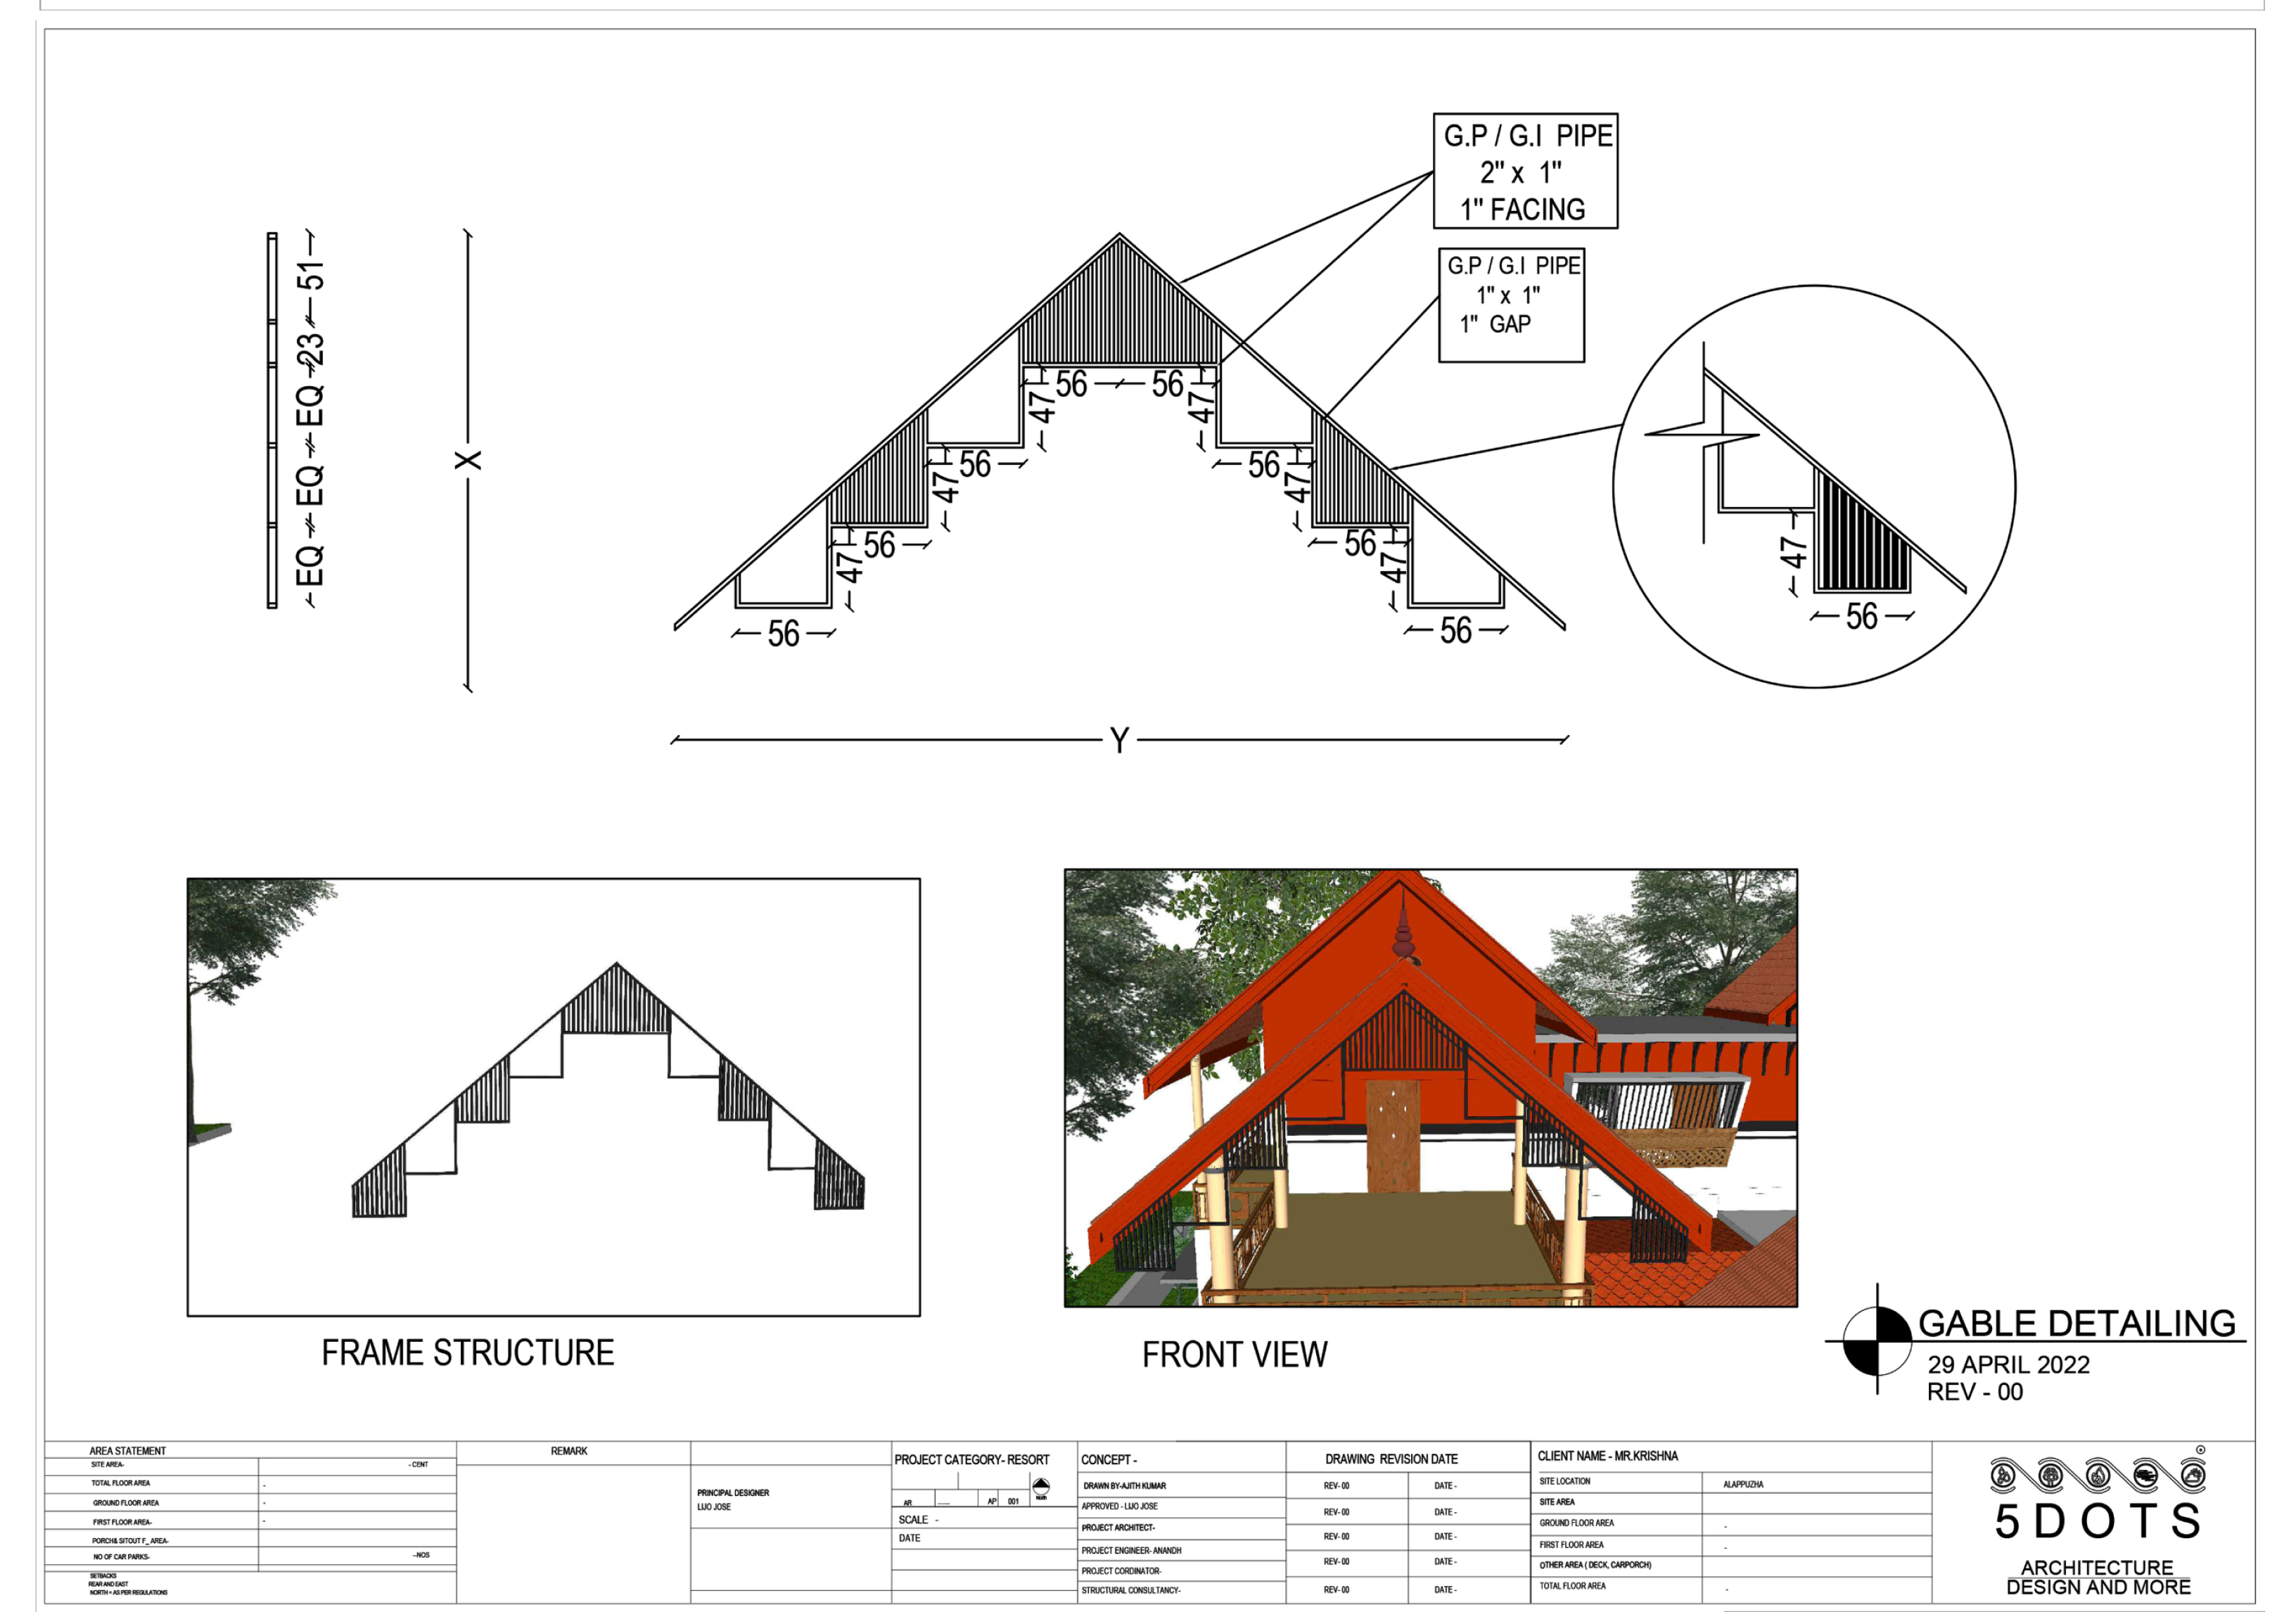 G.P / G.I PIPE
2" x 1"
1" FACING
G.P / G.I PIPE
1" x 1"
1" GAP
51
23
EQ
EQ
EQ
X
56
56
47
47
56
56
47
47
56
56
47
47
56
56
47
56
Y
FRAME STRUCTURE
FRONT VIEW
GABLE DETAILING
29 APRIL 2022
REV - 00
AREA STATEMENT
SITE AREA- - CENT
TOTAL FLOOR AREA -
GROUND FLOOR AREA -
FIRST FLOOR AREA- -
PORCH& SITOUT F_ AREA-
NO OF CAR PARKS- --NOS
SETBACKS
REAR AND EAST
NORTH = AS PER REGULATIONS
REMARK
PRINCIPAL DESIGNER
LIJO JOSE
PROJECT CATEGORY- RESORT
North
AR ___ AP 001
SCALE -
DATE
CONCEPT -
DRAWN BY-AJITH KUMAR
APPROVED - LIJO JOSE
PROJECT ARCHITECT-
PROJECT ENGINEER- ANANDH
PROJECT CORDINATOR-
STRUCTURAL CONSULTANCY-
DRAWING REVISION DATE
REV- 00 DATE -
REV- 00 DATE -
REV- 00 DATE -
REV- 00 DATE -
REV- 00 DATE -
CLIENT NAME - MR.KRISHNA
SITE LOCATION ALAPPUZHA
SITE AREA
GROUND FLOOR AREA -
FIRST FLOOR AREA -
OTHER AREA ( DECK, CARPORCH)
TOTAL FLOOR AREA -
5 D O T S
ARCHITECTURE
DESIGN AND MORE